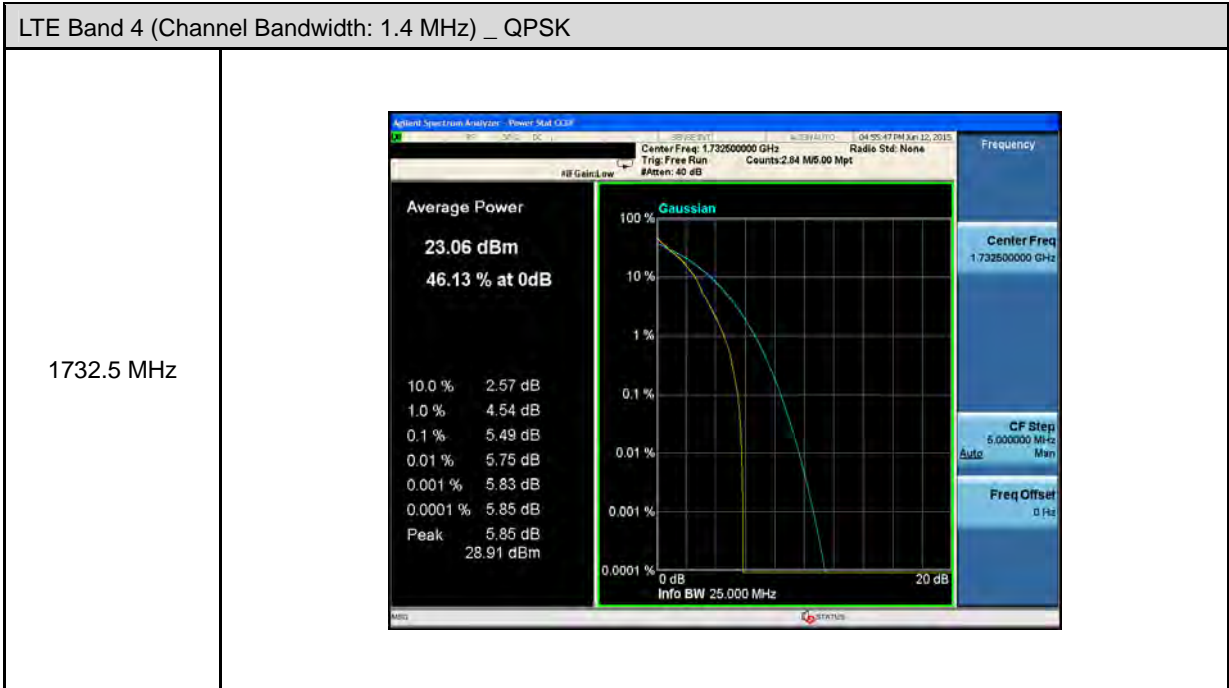 LTE Band 4 (Channel Bandwidth: 1.4 MHz) _ QPSK
1732.5 MHz
Agilent Spectrum Analyzer - Power Stat CCDF
04:55:47 PM Jun 12, 2015
Center Freq: 1.732500000 GHz
Radio Std: None
Trig: Free Run
Counts:2.84 M/5.00 Mpt
#IFGain:Low
#Atten: 40 dB
Average Power
23.06 dBm
46.13 % at 0dB
10.0 % 2.57 dB
1.0 % 4.54 dB
0.1 % 5.49 dB
0.01 % 5.75 dB
0.001 % 5.83 dB
0.0001 % 5.85 dB
Peak 5.85 dB
28.91 dBm
Gaussian
100 %
10 %
1 %
0.1 %
0.01 %
0.001 %
0.0001 %
0 dB
20 dB
Info BW 25.000 MHz
Frequency
Center Freq
1.732500000 GHz
CF Step
5.000000 MHz
Auto Man
Freq Offset
0 Hz
MSG
STATUS